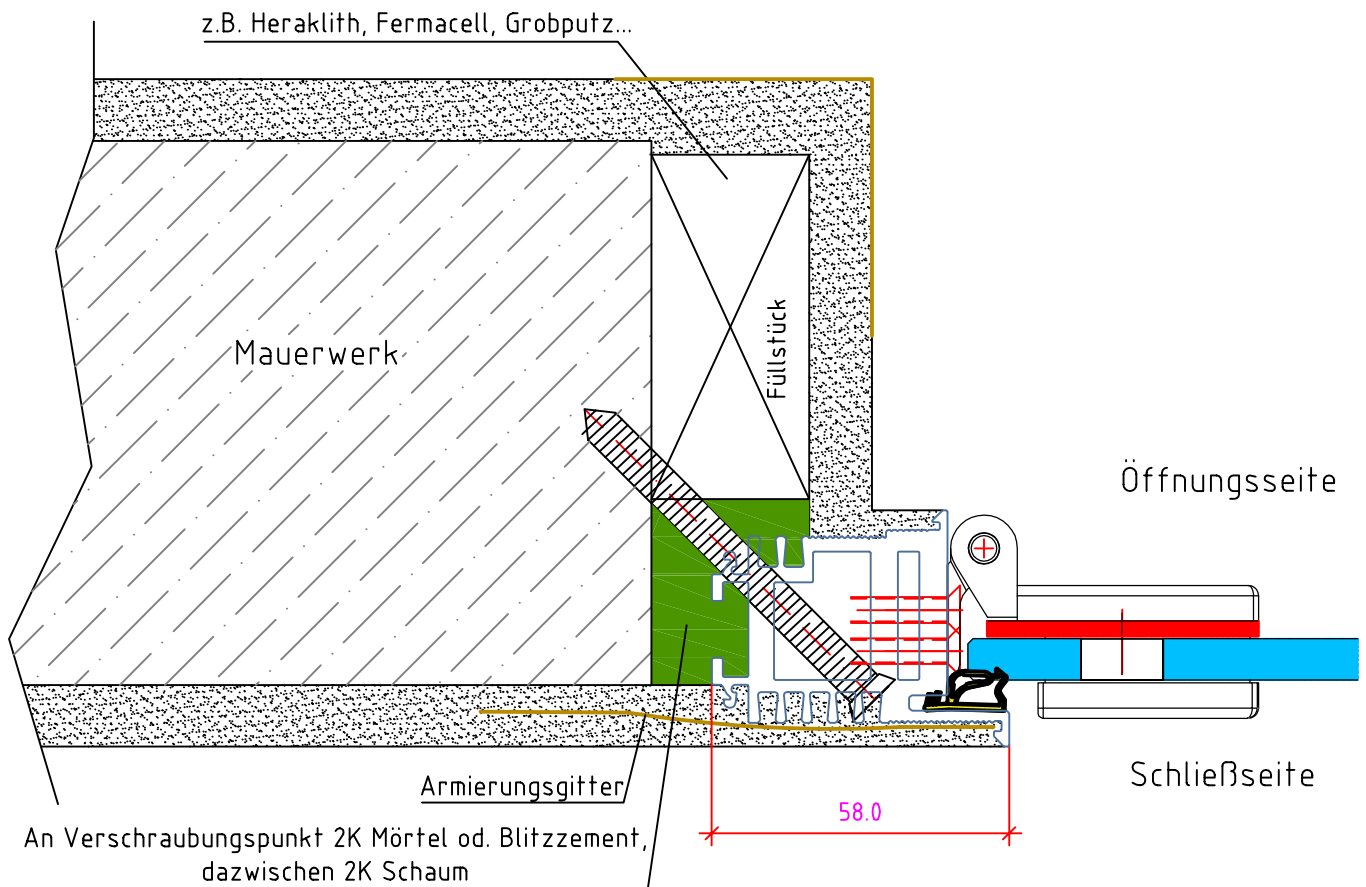 z.B. Heraklith, Fermacell, Grobputz...
Mauerwerk
Füllstück
Öffnungsseite
Schließseite
Armierungsgitter
58.0
An Verschraubungspunkt 2K Mörtel od. Blitzzement,
dazwischen 2K Schaum